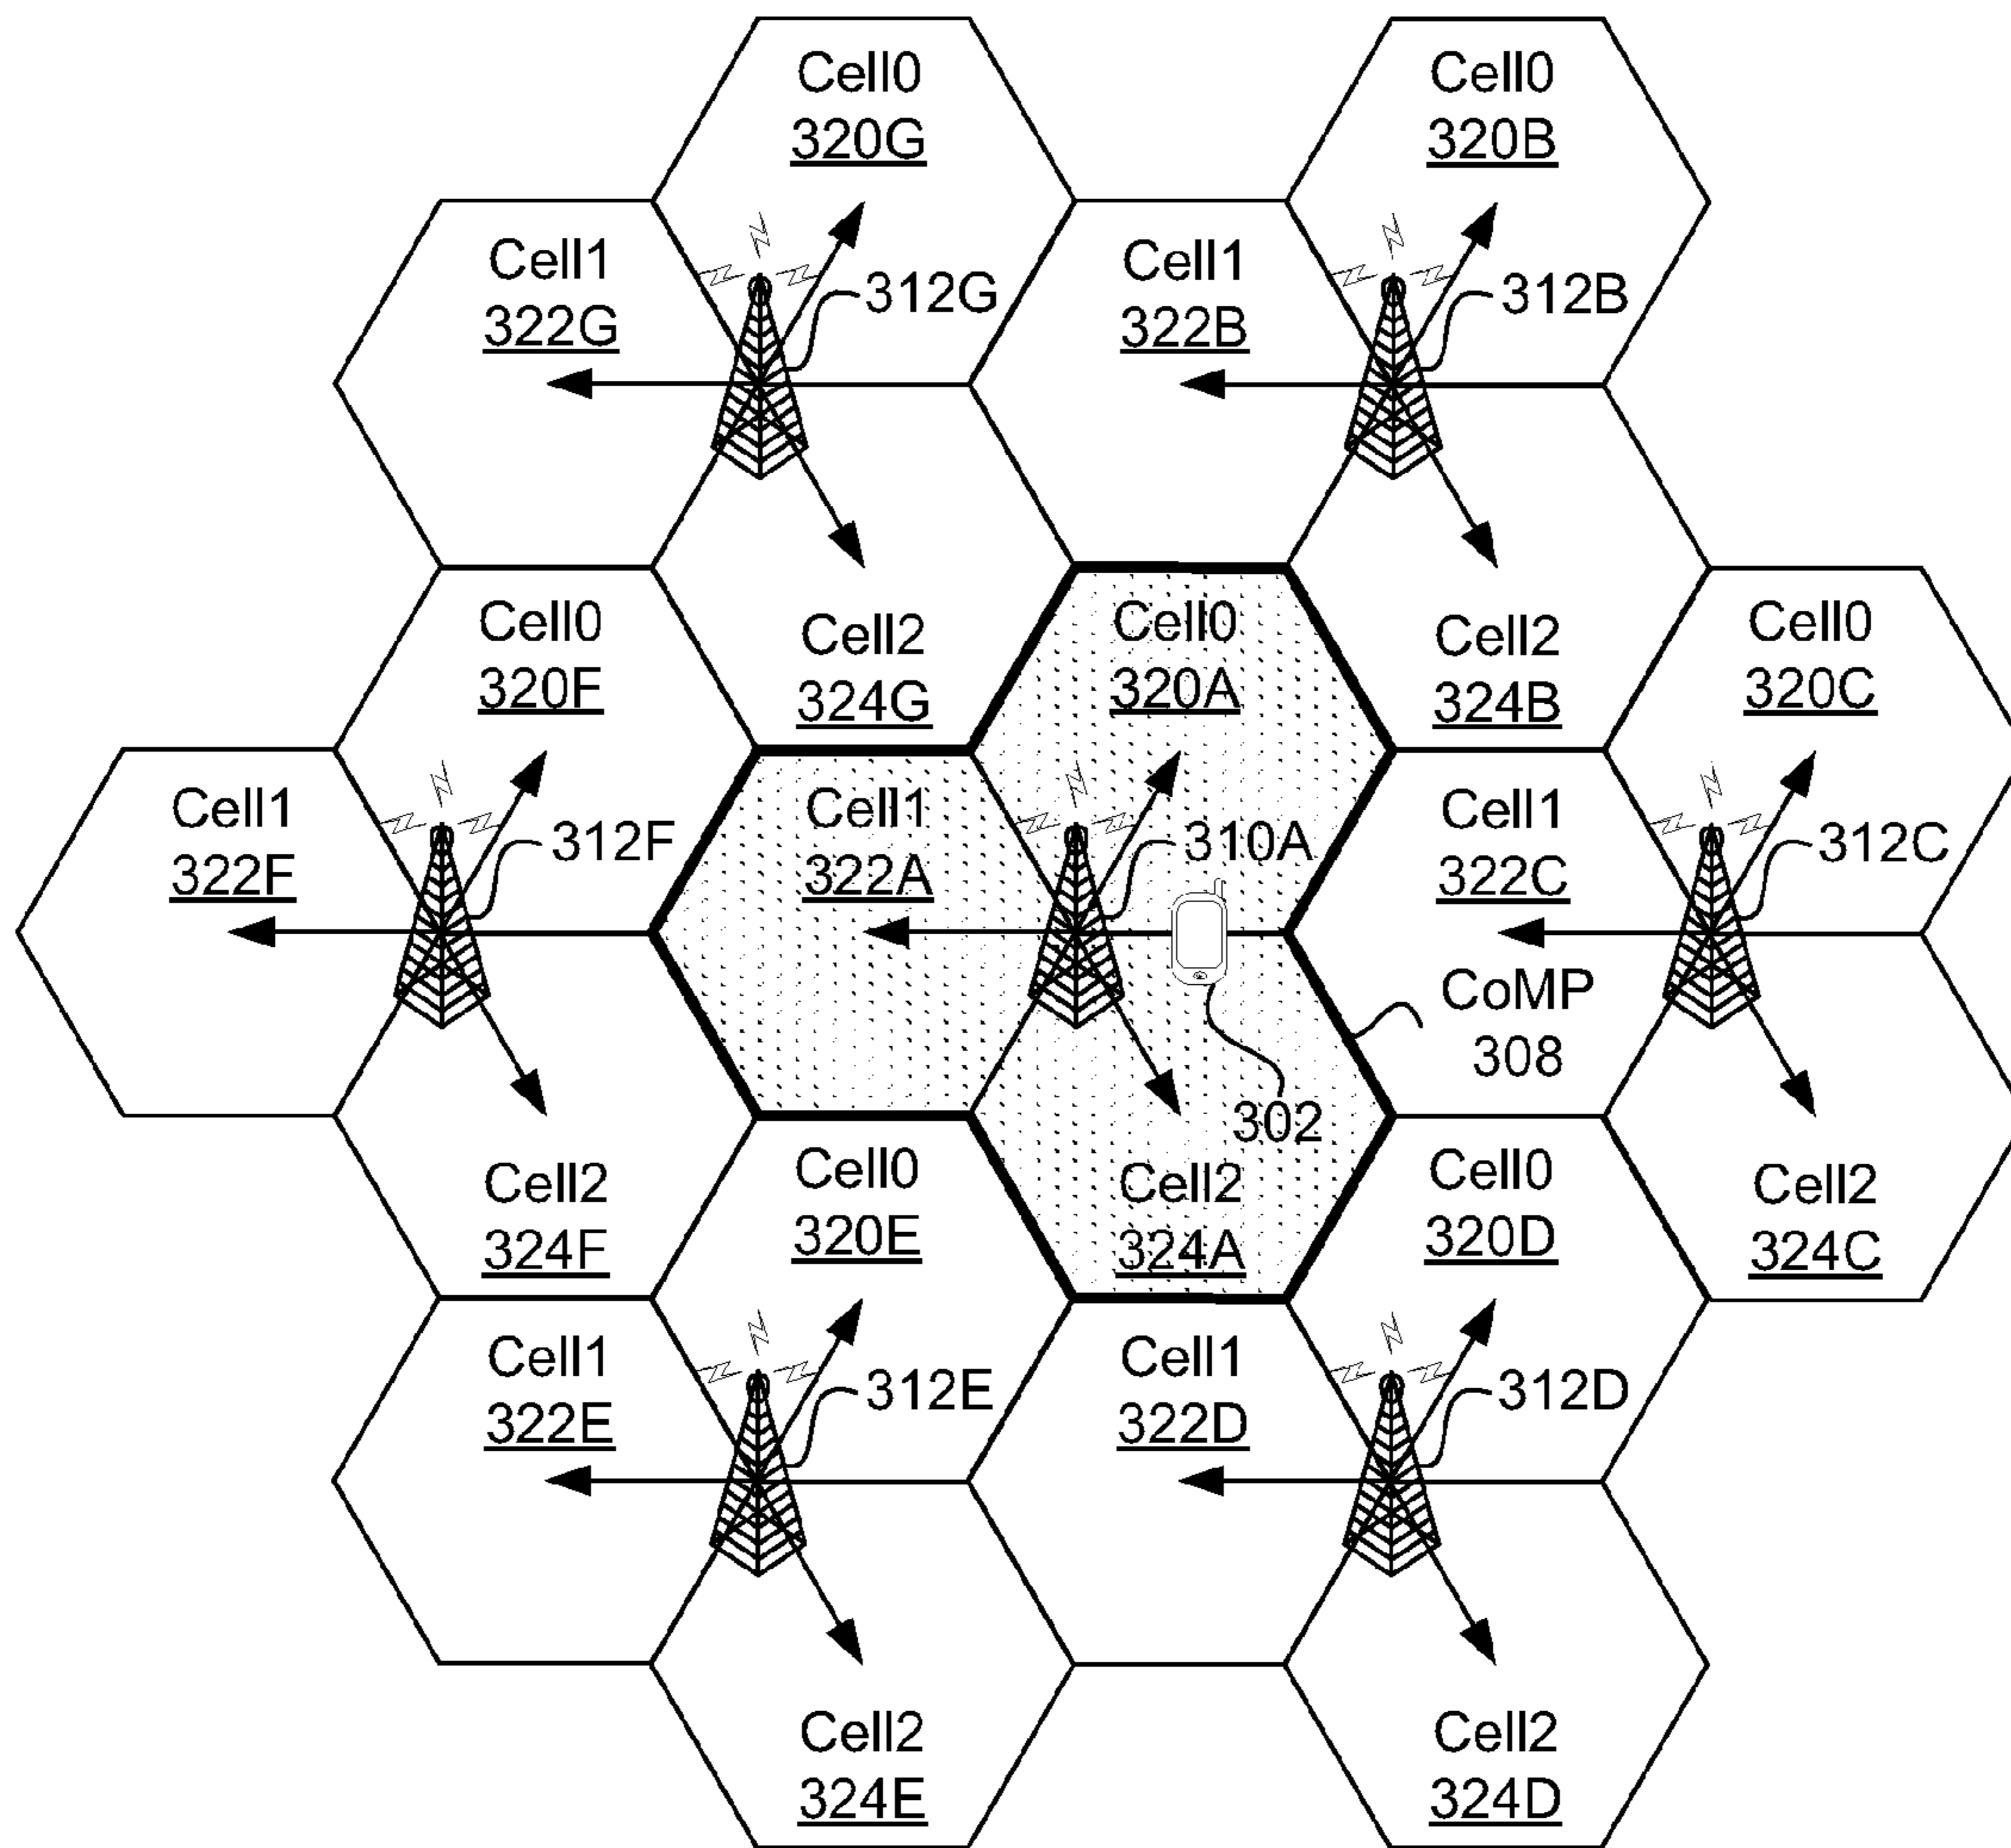 Cell0
320G
Cell0
320B
Cell1
322G
312G
Cell1
322B
312B
Cell0
320F
Cell2
324G
Cell0
320A
Cell2
324B
Cell0
320C
Cell1
322F
312F
Cell1
322A
310A
Cell1
322C
312C
CoMP
308
302
Cell2
324F
Cell0
320E
Cell2
324A
Cell0
320D
Cell2
324C
Cell1
322E
312E
Cell1
322D
312D
Cell2
324E
Cell2
324D